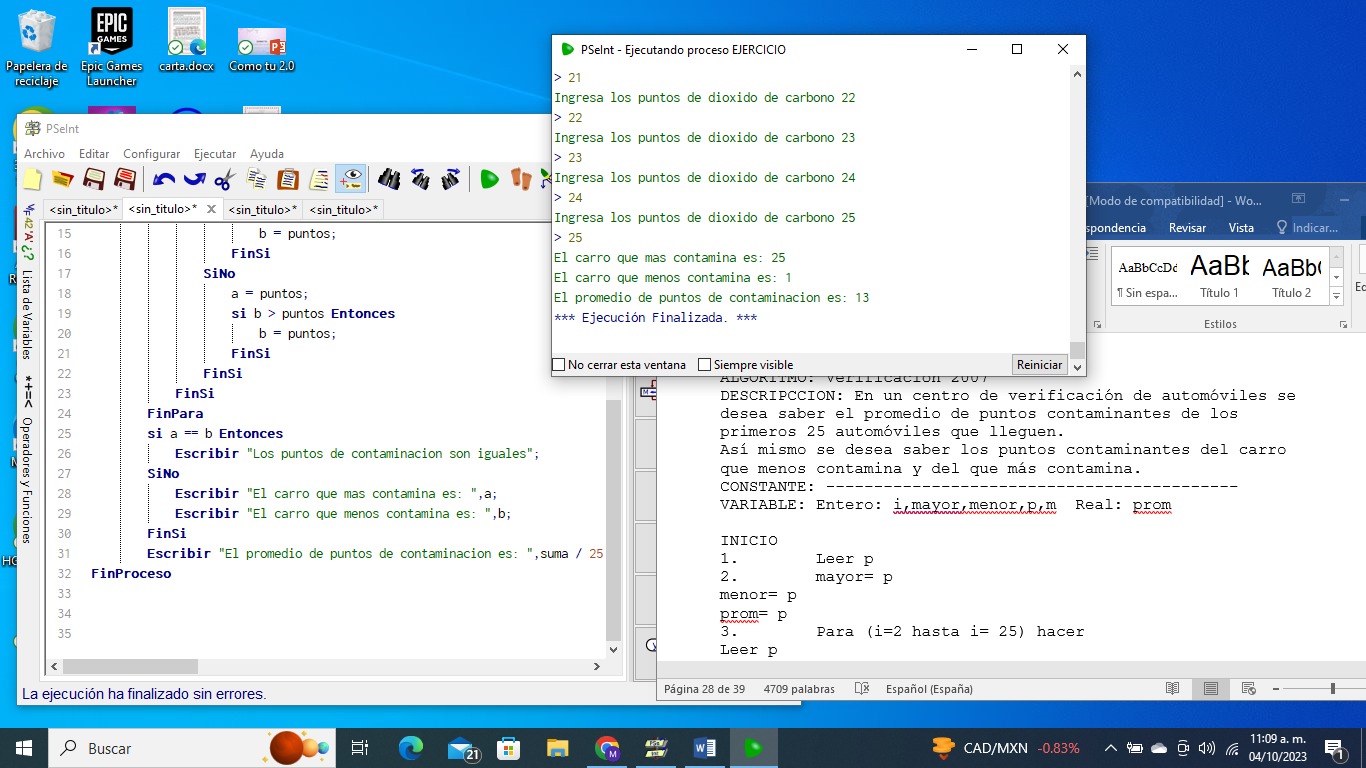 Papelera de
reciclaje
EPIC
GAMES
Epic Games
Launcher
carta.docx
Como tu 2.0
PSeInt
Archivo Editar Configurar Ejecutar Ayuda
<sin_titulo>* <sin_titulo>* X <sin_titulo>* <sin_titulo>*
Lista de Variables
*+=<
Operadores y Funciones
15 b = puntos;
16 FinSi
17 SiNo
18 a = puntos;
19 si b > puntos Entonces
20 b = puntos;
21 FinSi
22 FinSi
23 FinSi
24 FinPara
25 si a == b Entonces
26 Escribir "Los puntos de contaminacion son iguales";
27 SiNo
28 Escribir "El carro que mas contamina es: ",a;
29 Escribir "El carro que menos contamina es: ",b;
30 FinSi
31 Escribir "El promedio de puntos de contaminacion es: ",suma / 25
32 FinProceso
33
34
35
La ejecución ha finalizado sin errores.
PSeInt - Ejecutando proceso EJERCICIO
> 21
Ingresa los puntos de dioxido de carbono 22
> 22
Ingresa los puntos de dioxido de carbono 23
> 23
Ingresa los puntos de dioxido de carbono 24
> 24
Ingresa los puntos de dioxido de carbono 25
> 25
El carro que mas contamina es: 25
El carro que menos contamina es: 1
El promedio de puntos de contaminacion es: 13
*** Ejecución Finalizada. ***
No cerrar esta ventana Siempre visible Reiniciar
[Modo de compatibilidad] - Wo...
pondencia Revisar Vista Indicar...
AaBbCcDd AaBb AaBbC
¶ Sin espa... Título 1 Título 2
Estilos
ALGORITMO: Verificación 2007
DESCRIPCCION: En un centro de verificación de automóviles se
desea saber el promedio de puntos contaminantes de los
primeros 25 automóviles que lleguen.
Así mismo se desea saber los puntos contaminantes del carro
que menos contamina y del que más contamina.
CONSTANTE: -------------------------------------------
VARIABLE: Entero: i,mayor,menor,p,m Real: prom
INICIO
1. Leer p
2. mayor= p
menor= p
prom= p
3. Para (i=2 hasta i= 25) hacer
Leer p
Página 28 de 39 4709 palabras Español (España)
Buscar
21
CAD/MXN -0.83%
11:09 a. m.
04/10/2023
1